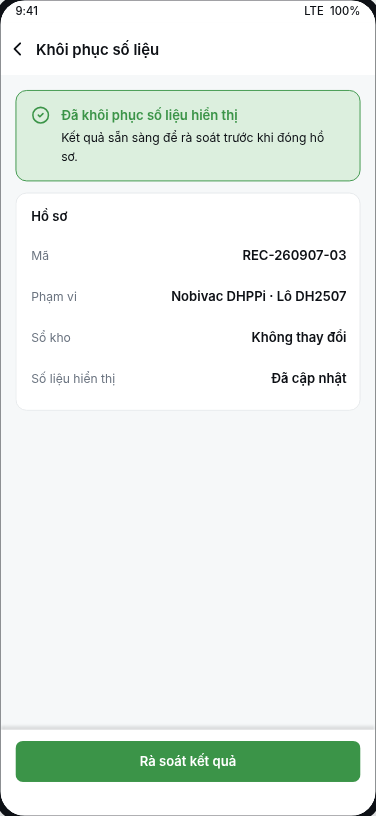 9:41 LTE 100%
Khôi phục số liệu
Đã khôi phục số liệu hiển thị
Kết quả sẵn sàng để rà soát trước khi đóng hồ
sơ.
Hồ sơ
Mã REC-260907-03
Phạm vi Nobivac DHPPi · Lô DH2507
Sổ kho Không thay đổi
Số liệu hiển thị Đã cập nhật
Rà soát kết quả